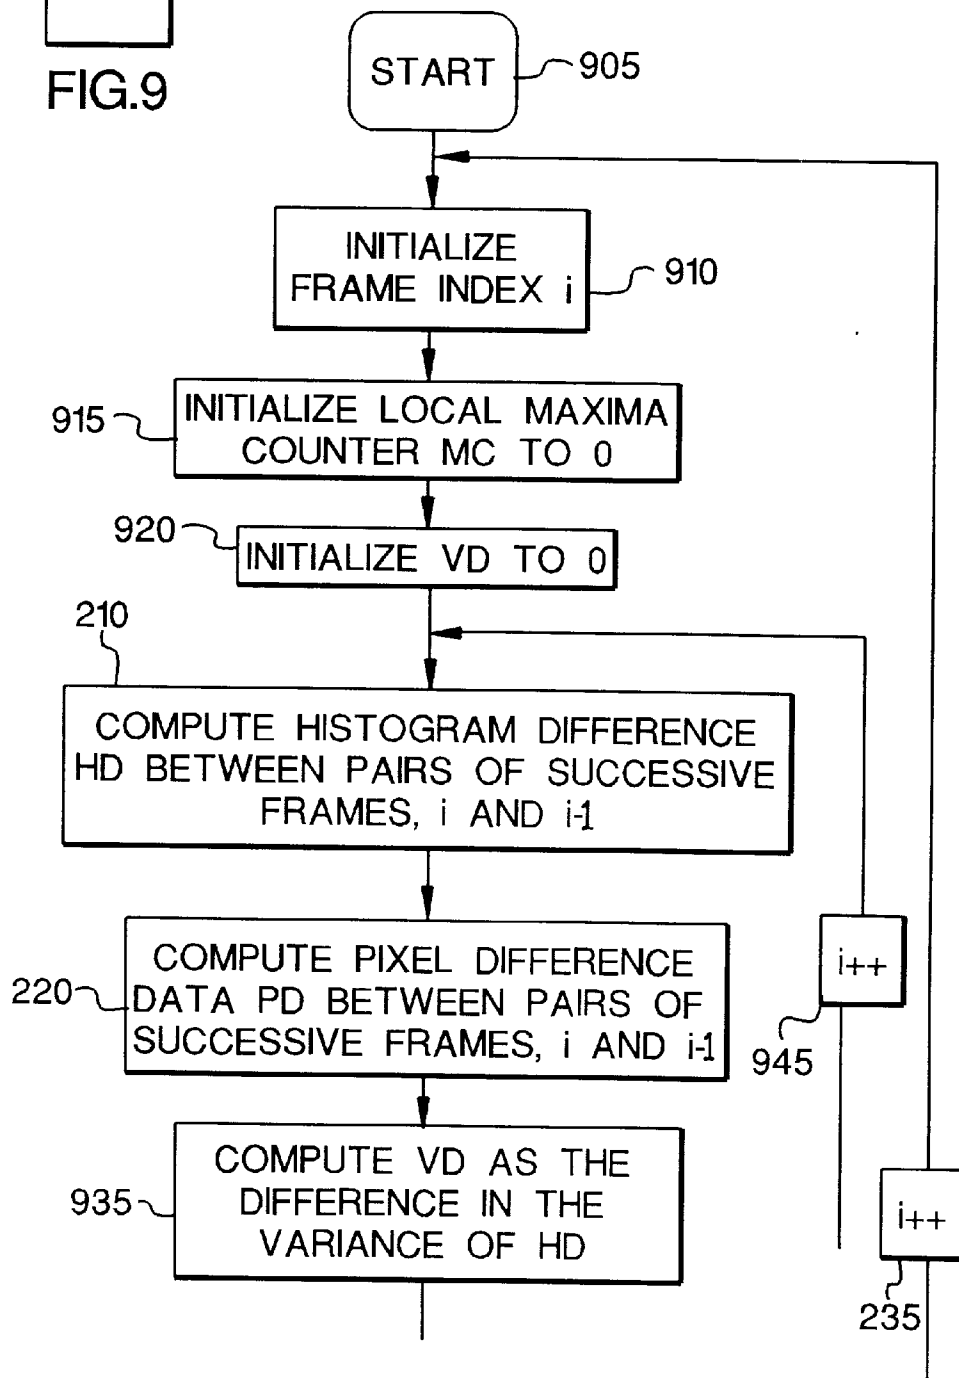 FIG.9
START
905
INITIALIZE
FRAME INDEX i
910
915
INITIALIZE LOCAL MAXIMA
COUNTER MC TO 0
920
INITIALIZE VD TO 0
210
COMPUTE HISTOGRAM DIFFERENCE
HD BETWEEN PAIRS OF SUCCESSIVE
FRAMES, i AND i-1
220
COMPUTE PIXEL DIFFERENCE
DATA PD BETWEEN PAIRS OF
SUCCESSIVE FRAMES, i AND i-1
i++
945
935
COMPUTE VD AS THE
DIFFERENCE IN THE
VARIANCE OF HD
i++
235